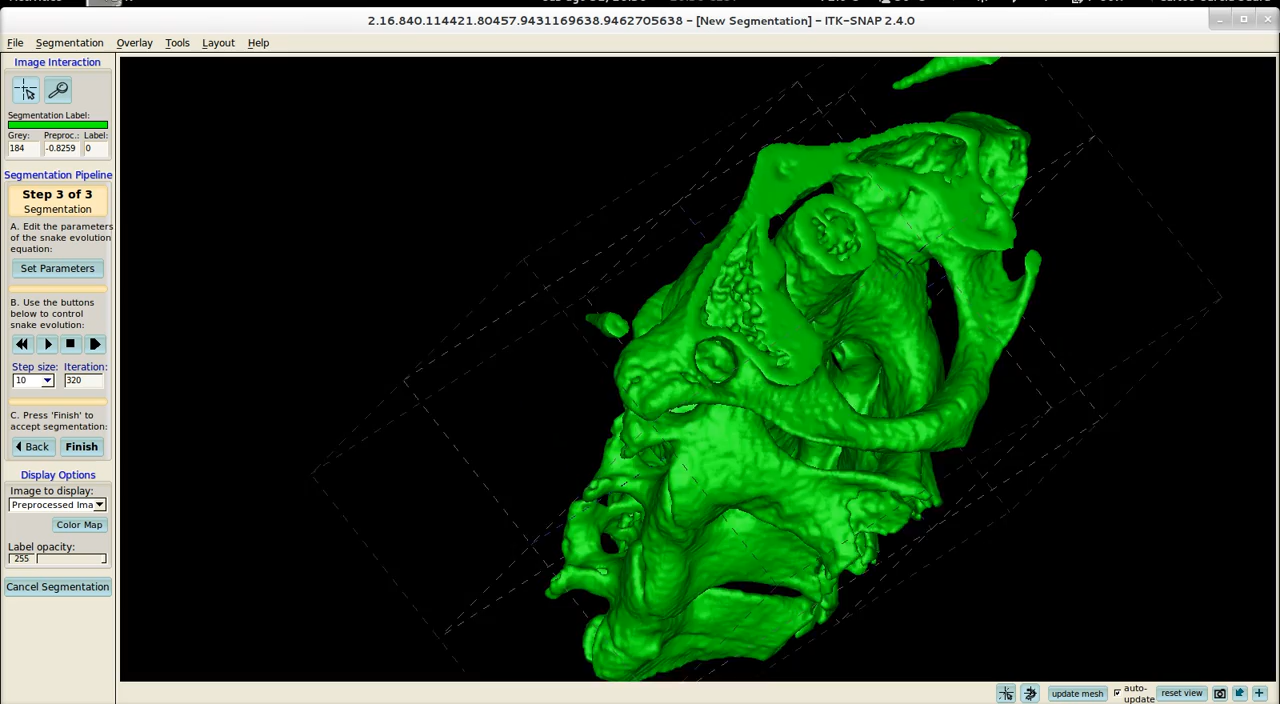 2.16.840.114421.80457.9431169638.9462705638 – [New Segmentation] – ITK-SNAP 2.4.0
File Segmentation Overlay Tools Layout Help
Image Interaction
Segmentation Label:
Grey: Preproc.: Label:
184 -0.8259 0
Segmentation Pipeline
Step 3 of 3
Segmentation
A. Edit the parameters
of the snake evolution
equation:
Set Parameters
B. Use the buttons
below to control
snake evolution:
Step size: Iteration:
10 320
C. Press 'Finish' to
accept segmentation:
Back Finish
Display Options
Image to display:
Preprocessed Ima
Color Map
Label opacity:
255
Cancel Segmentation
update mesh
auto-
update
reset view